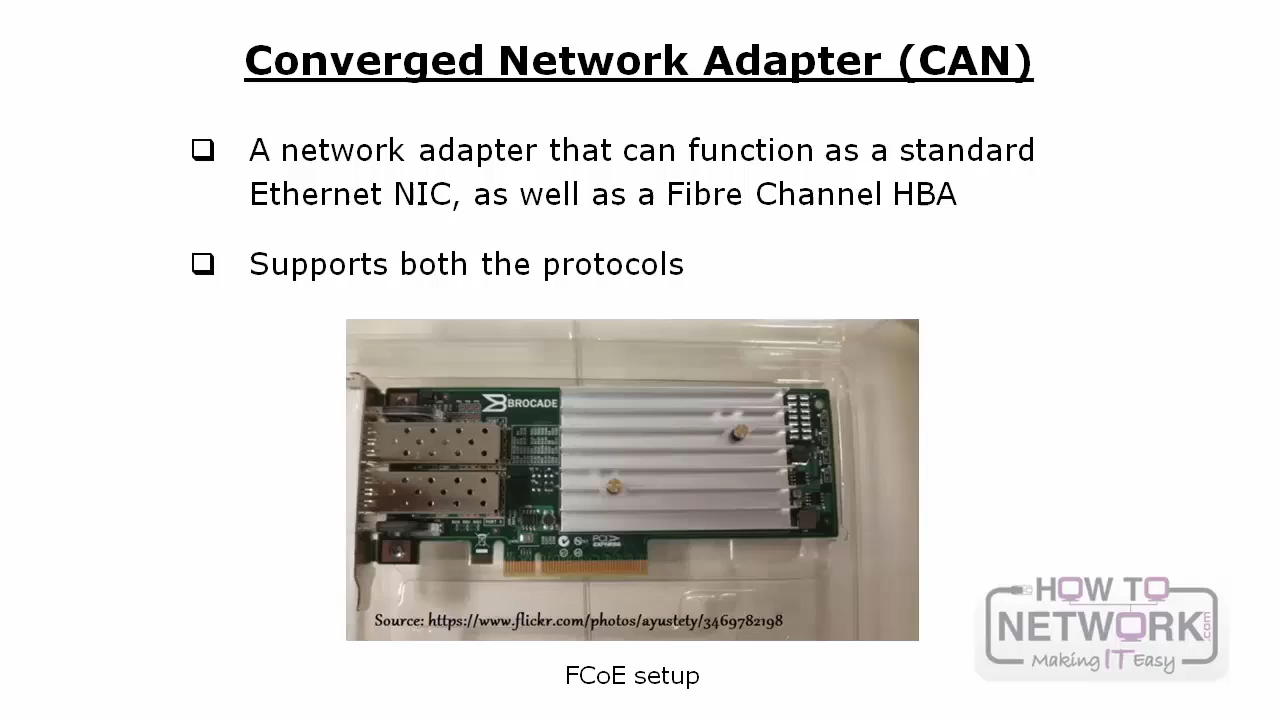 Converged Network Adapter (CAN)
A network adapter that can function as a standard
Ethernet NIC, as well as a Fibre Channel HBA
Supports both the protocols
BROCADE
PCI
EXPRESS
Source: https://www.flickr.com/photos/ayustety/3469782198
FCoE setup
HOW TO
NETWORK.com
Making IT Easy